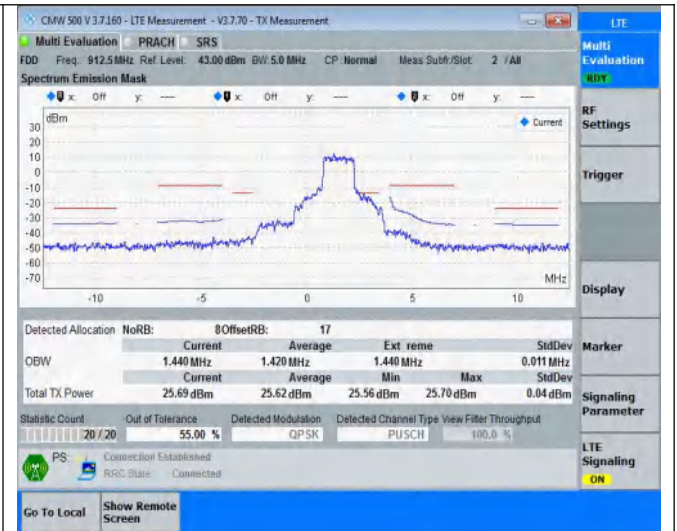 CMW 500 V 3.7.160 - LTE Measurement - V3.7.70 - TX Measurement
LTE
Multi Evaluation PRACH SRS
Multi
Evaluation
RDY
FDD Freq.: 912.5 MHz Ref. Level: 43.00 dBm BW: 5.0 MHz CP: Normal Meas Subfr./Slot: 2 / All
Spectrum Emission Mask
x: Off y: --- x: Off y: --- x: Off y: ---
dBm
Current
30
20
10
0
-10
-20
-30
-40
-50
-60
-70
MHz
-10 -5 0 5 10
RF
Settings
Trigger
Display
Marker
Signaling
Parameter
LTE
Signaling
ON
Detected Allocation NoRB: 8 OffsetRB: 17
Current Average Ext reme StdDev
OBW 1.440 MHz 1.420 MHz 1.440 MHz 0.011 MHz
Current Average Min Max StdDev
Total TX Power 25.69 dBm 25.62 dBm 25.56 dBm 25.70 dBm 0.04 dBm
Statistic Count Out of Tolerance Detected Modulation Detected Channel Type View Filter Throughput
20 / 20 55.00 % QPSK PUSCH 100.0 %
PS: Connection Established
RRC State: Connected
Go To Local
Show Remote
Screen